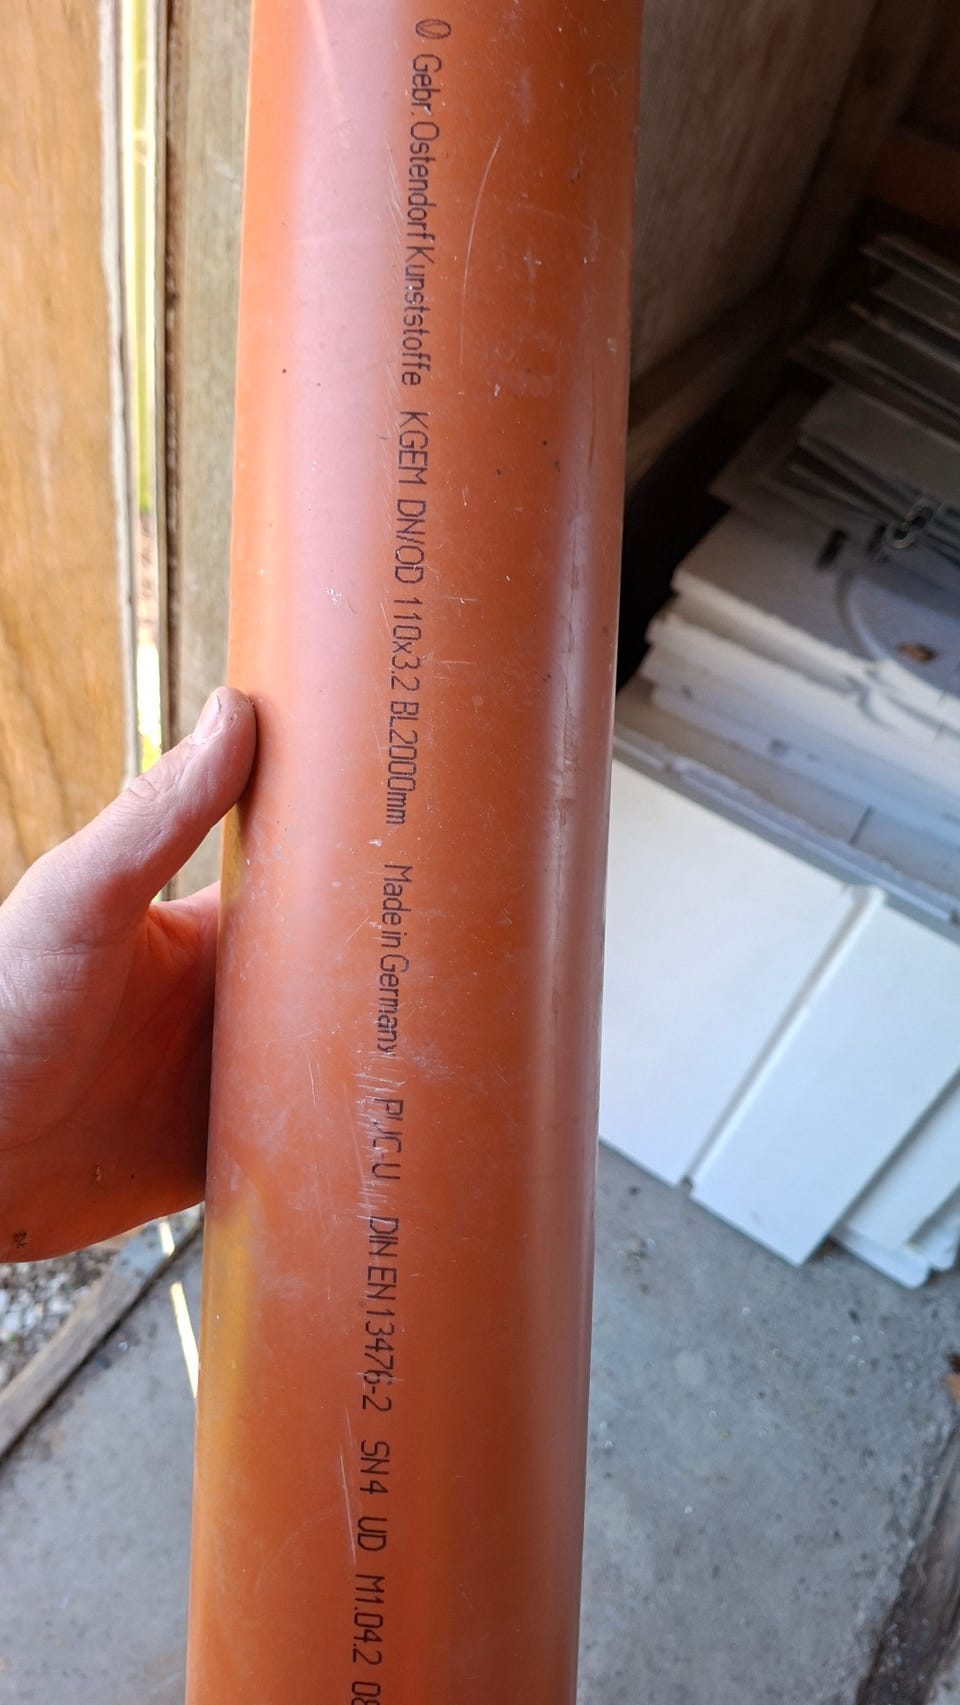 Gebr. Ostendorf Kunststoffe KGEM DN/OD 110x3.2 BL2000mm Made in Germany PVC-U DIN EN 13476-2 SN4 UD M1.04.2 08